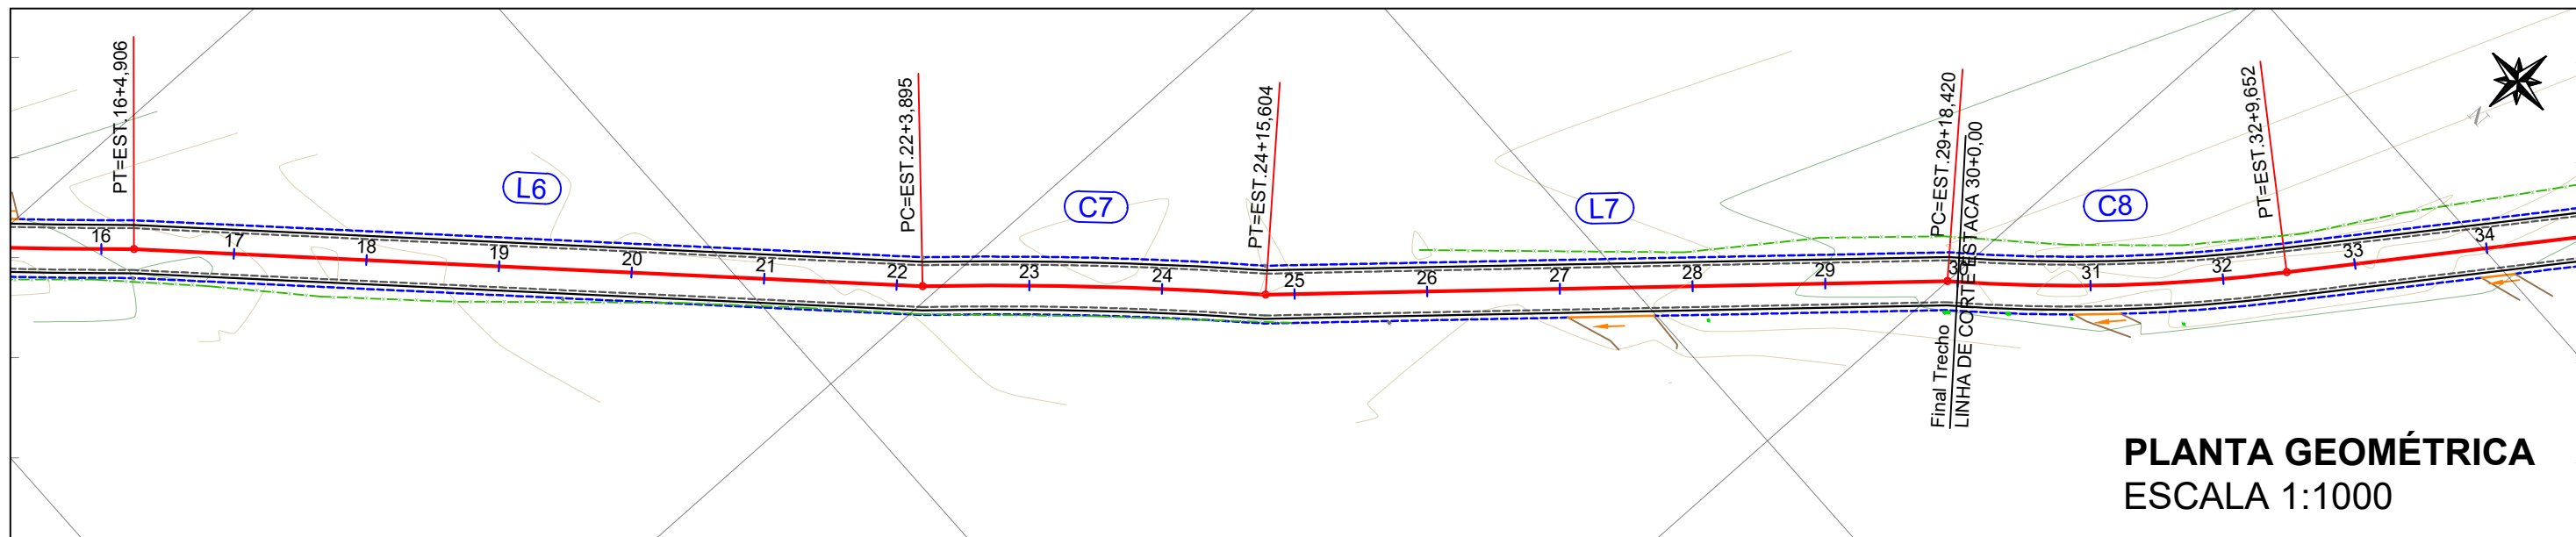 PT=EST.16+4,906
PC=EST.22+3,895
PT=EST.24+15,604
PC=EST.29+18,420
PT=EST.32+9,652
L6
C7
L7
C8
16
17
18
19
20
21
22
23
24
25
26
27
28
29
30
31
32
33
34
Final Trecho
LINHA DE CORTE ESTACA 30+0,00
PLANTA GEOMÉTRICA
ESCALA 1:1000